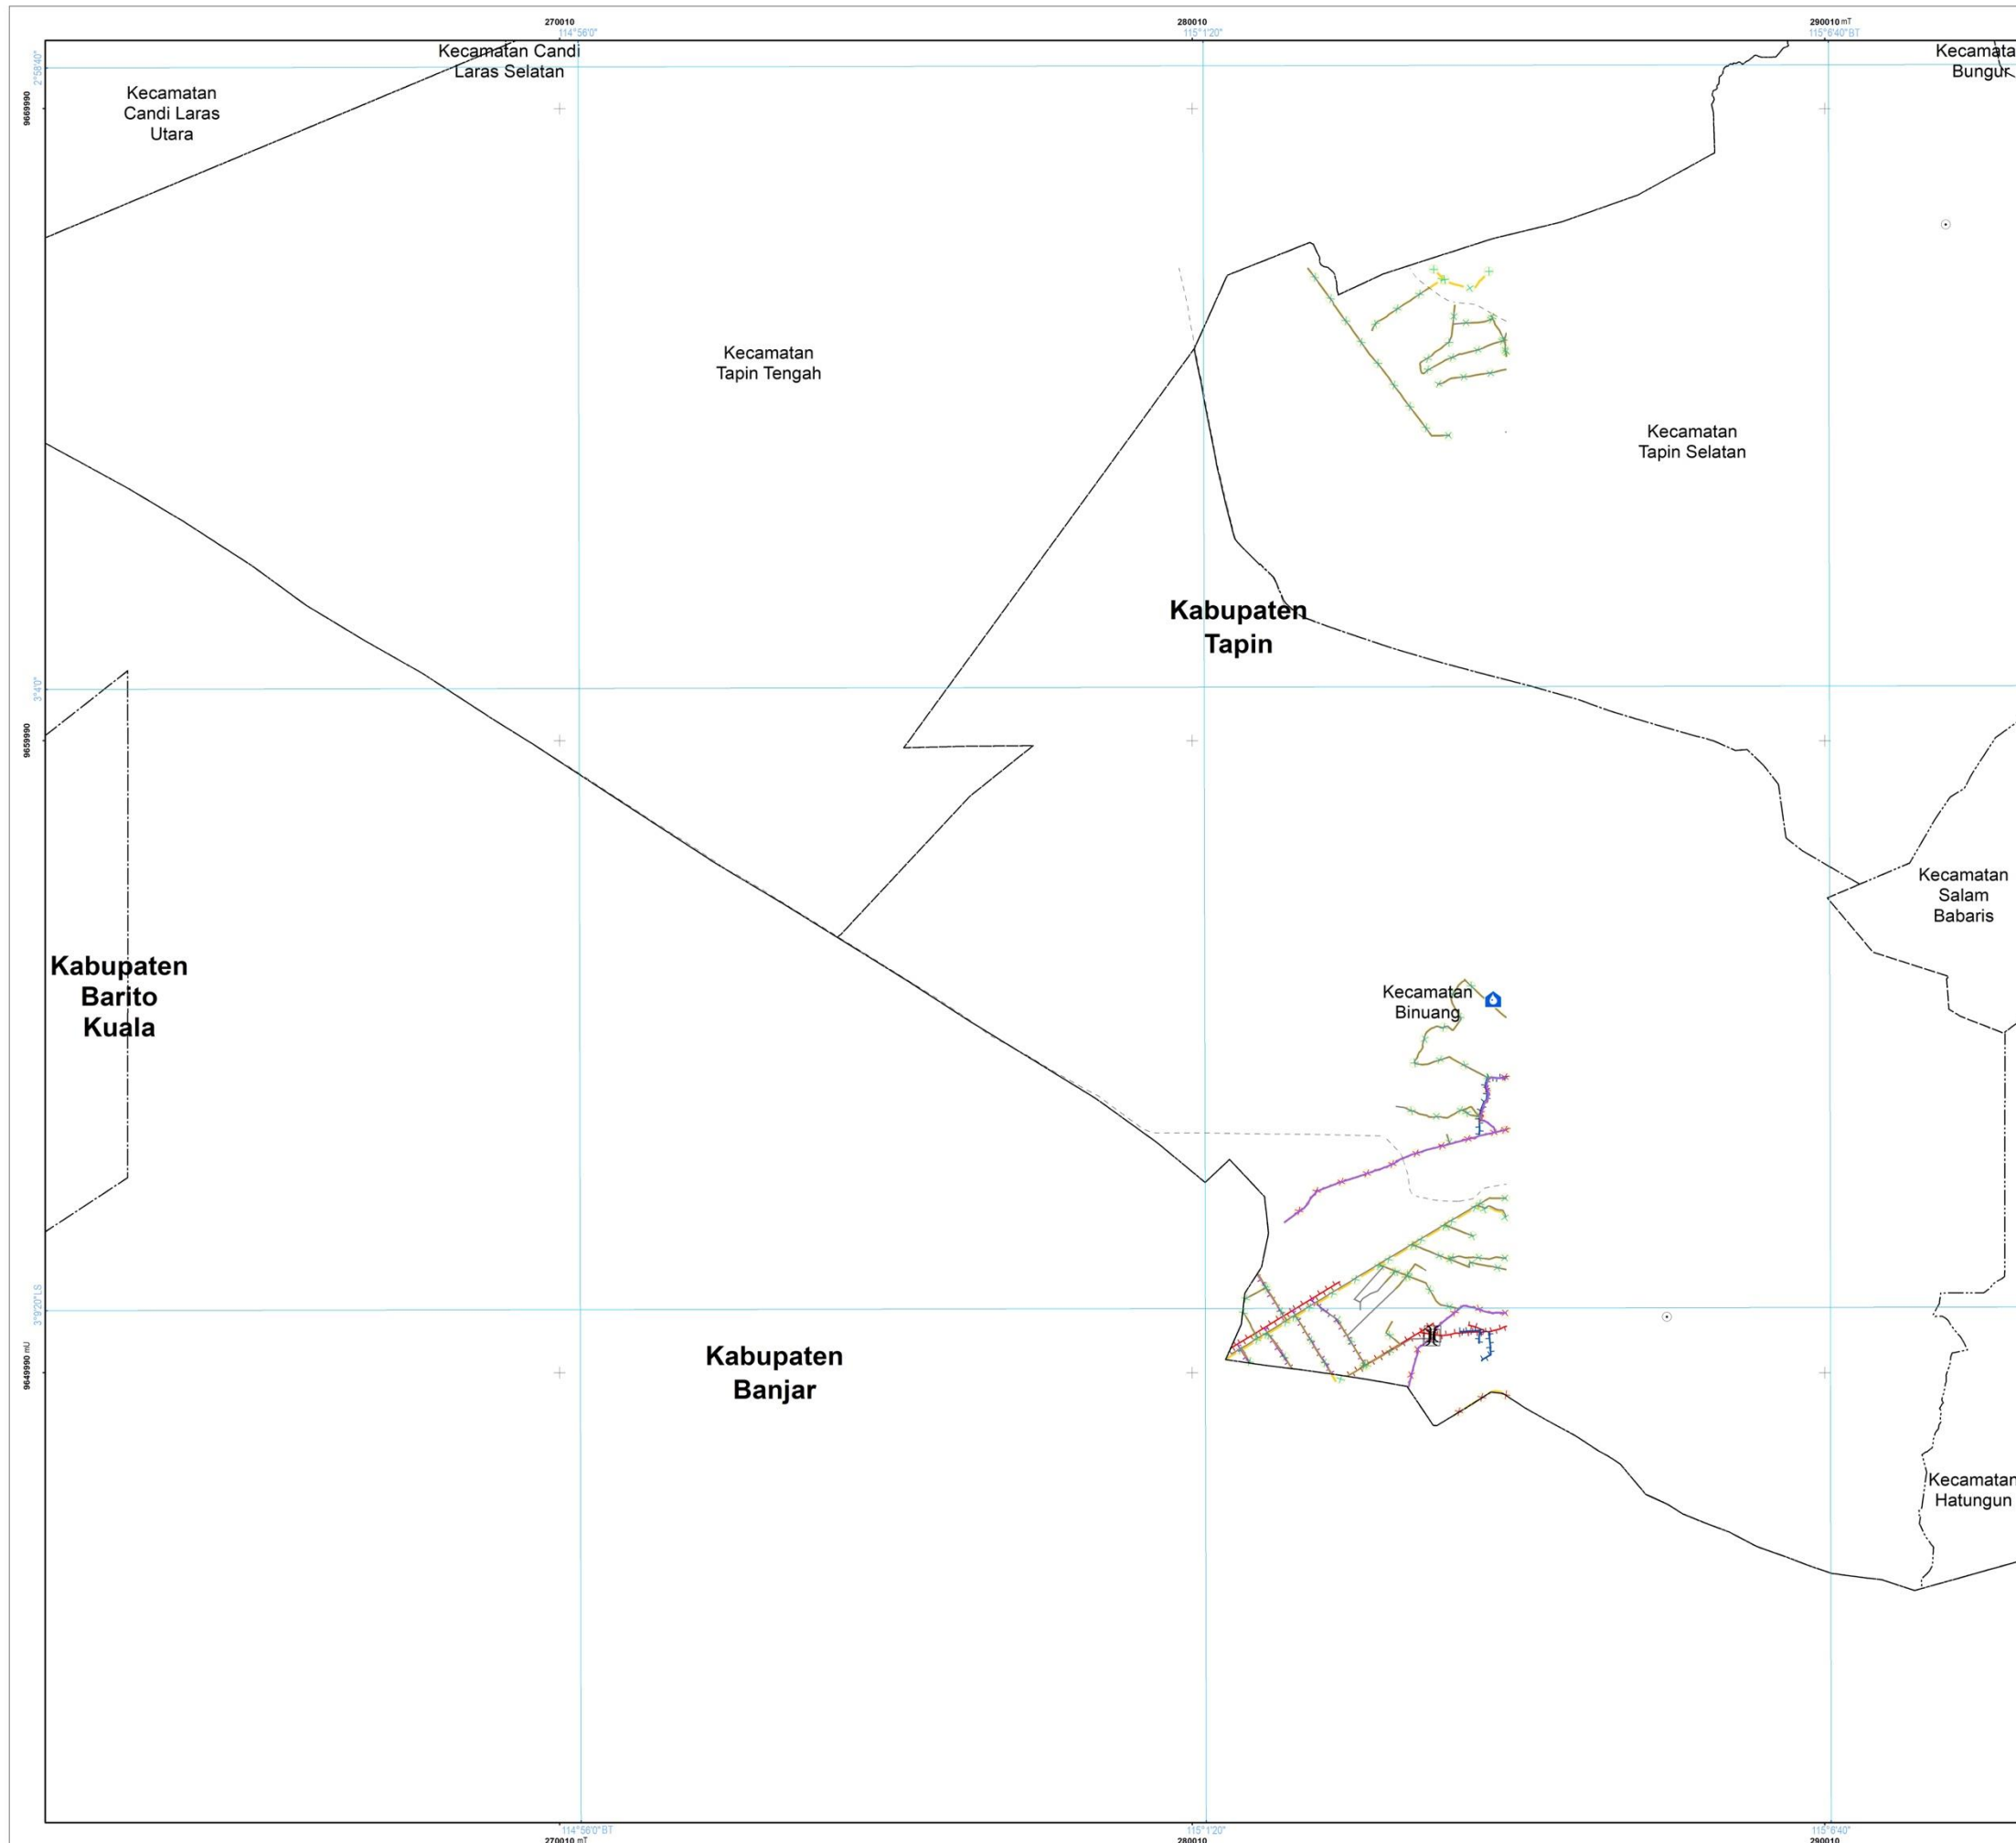 270010
280010
290010 mT
114°56'0"
115°1'20"
115°6'40"BT
Kecamatan Candi
Laras Selatan
Kecamata
Bungur
2°58'40"
9669990
Kecamatan
Candi Laras
Utara
Kecamatan
Tapin Tengah
Kecamatan
Tapin Selatan
Kabupaten
Tapin
3°4'0"
9659990
Kecamatan
Salam
Babaris
Kabupaten
Barito
Kuala
Kecamatan
Binuang
3°9'20"LS
9649990 mU
Kabupaten
Banjar
Kecamatan
Hatungun
114°56'0"BT
115°1'20"
115°6'40"
270010 mT
280010
290010